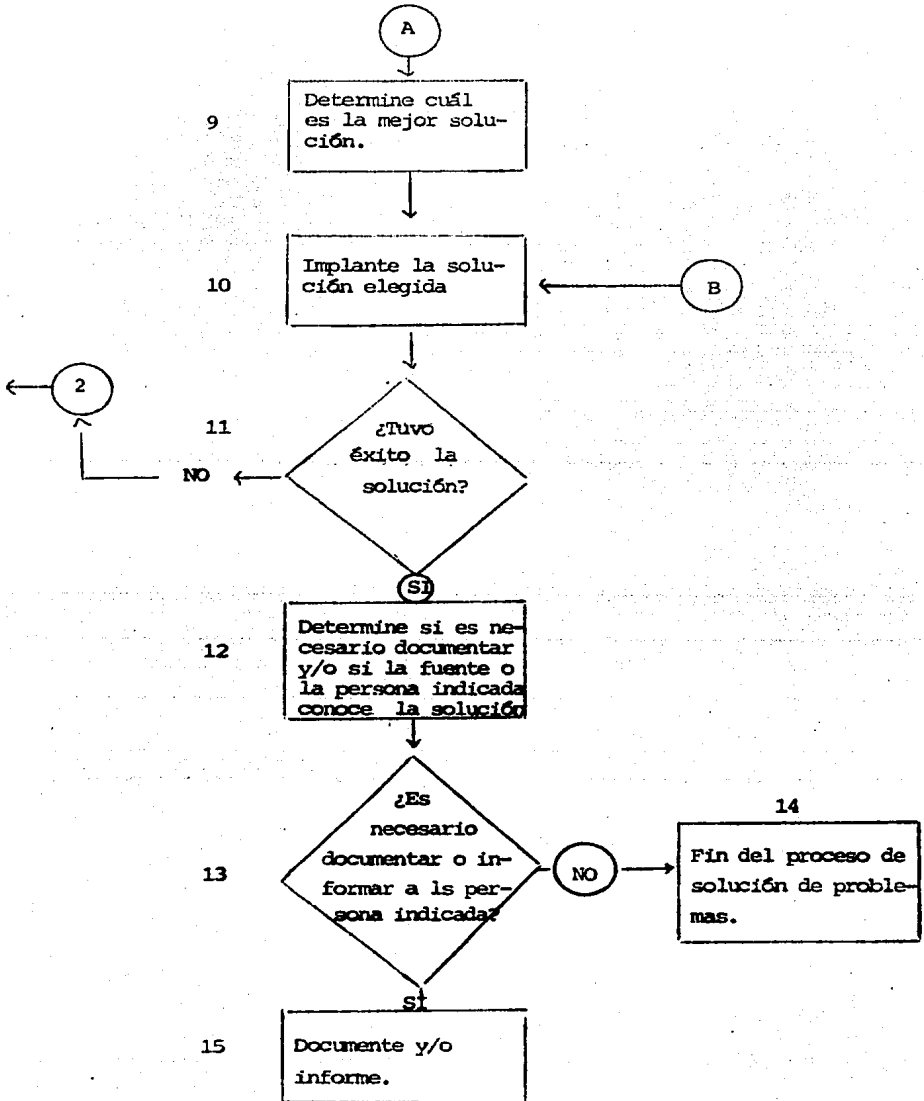 A
9
Determine cuál
es la mejor solu-
ción.
10
Implante la solu-
ción elegida
B
2
11
¿Tuvo
éxito la
solución?
NO
SI
12
Determine si es ne-
cesario documentar
y/o si la fuente o
la persona indicada
conoce la solución
13
¿Es
necesario
documentar o in-
formar a ls per-
sona indicada?
NO
14
Fin del proceso de
solución de proble-
mas.
SI
15
Documente y/o
informe.